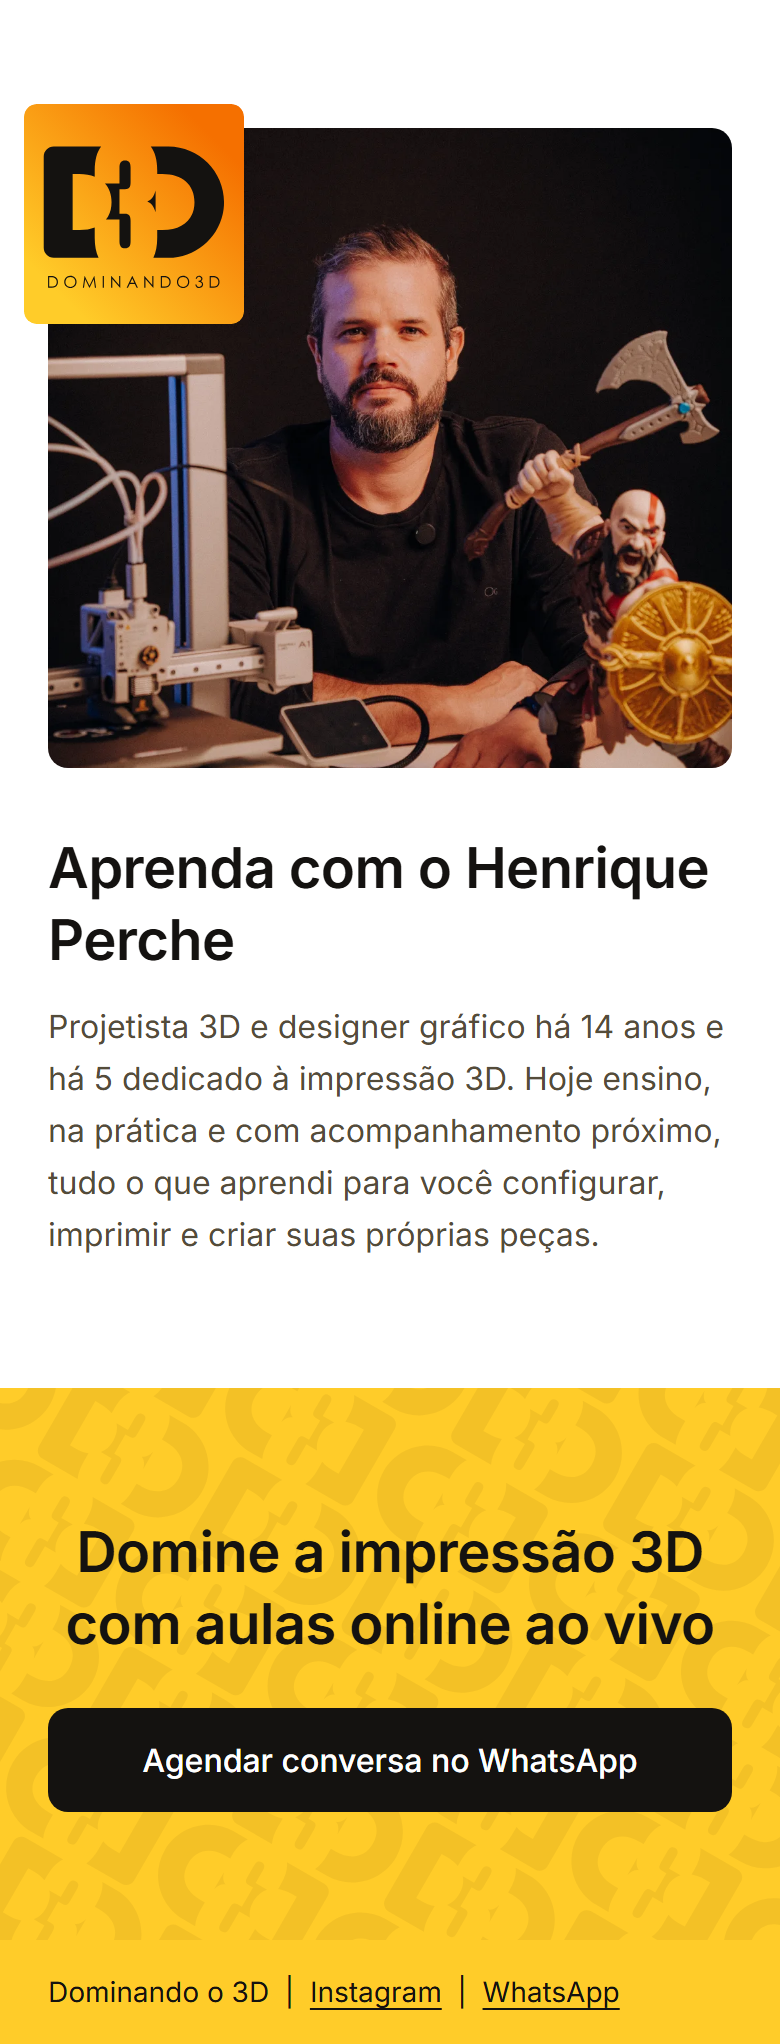 DOMINANDO3D
A1
Aprenda com o Henrique
Perche
Projetista 3D e designer gráfico há 14 anos e
há 5 dedicado à impressão 3D. Hoje ensino,
na prática e com acompanhamento próximo,
tudo o que aprendi para você configurar,
imprimir e criar suas próprias peças.
Domine a impressão 3D
com aulas online ao vivo
Agendar conversa no WhatsApp
Dominando o 3D | Instagram | WhatsApp